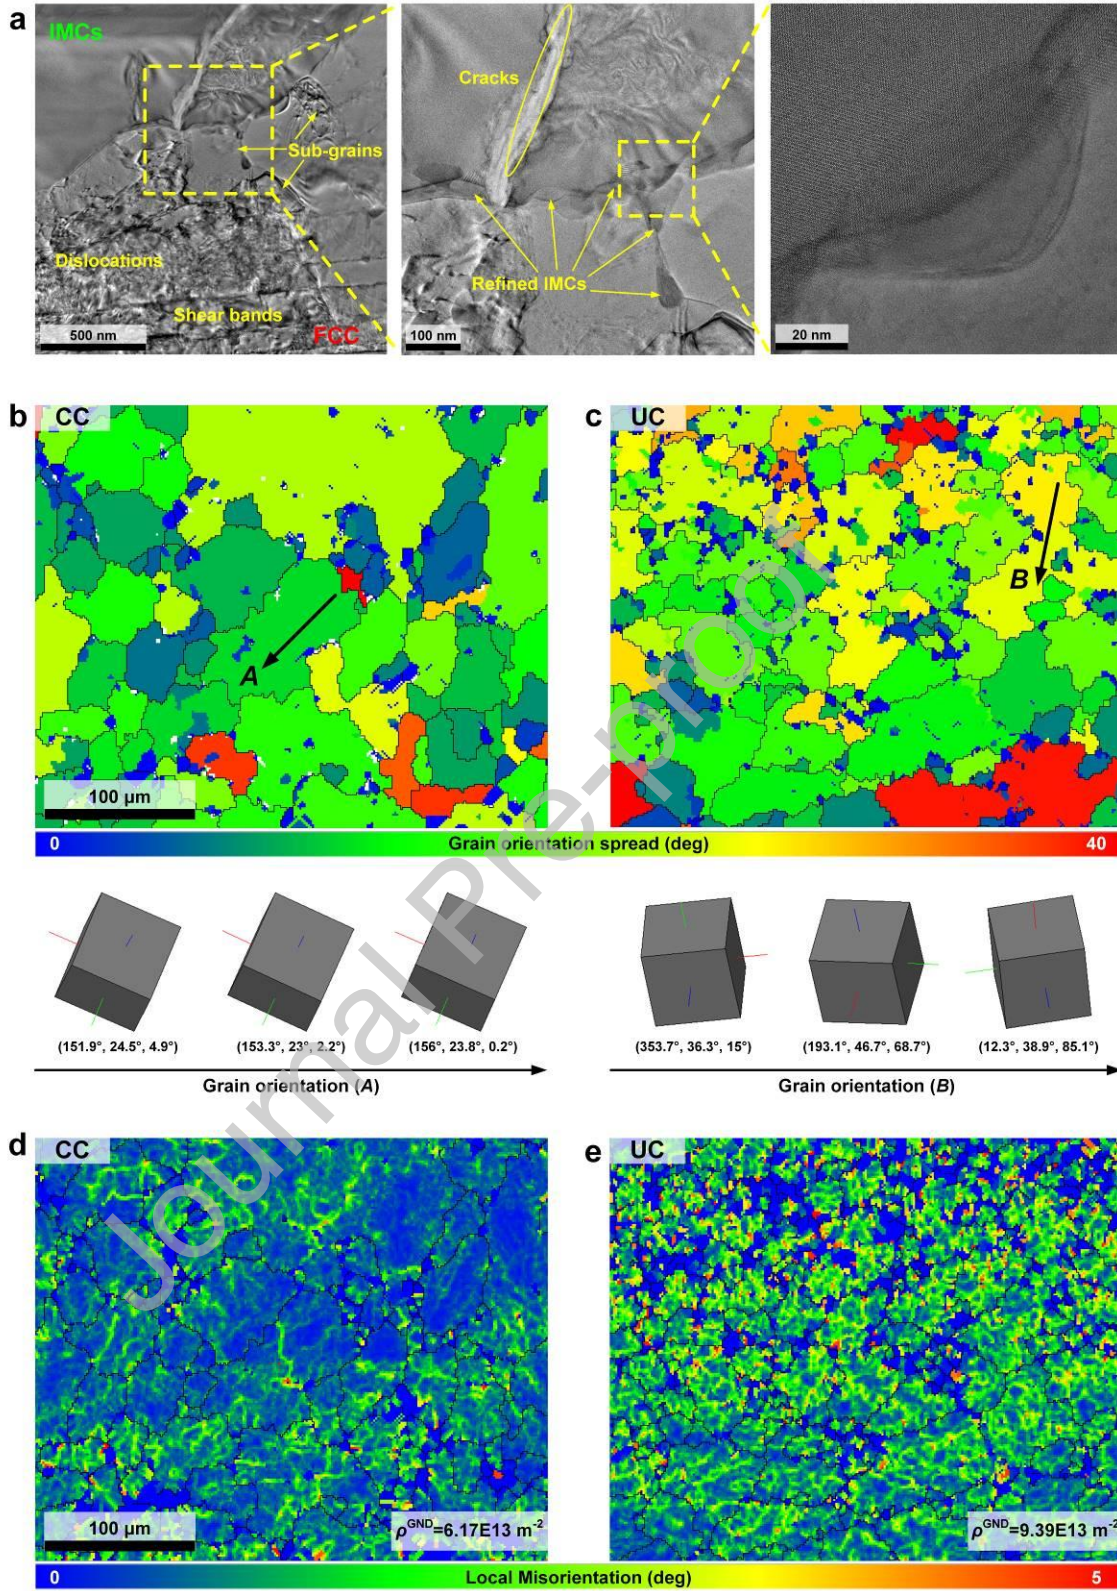 a
IMCs
Sub-grains
Dislocations
Shear bands
FCC
500 nm
Cracks
Refined IMCs
100 nm
20 nm
b
CC
A
100 µm
c
UC
B
0
Grain orientation spread (deg)
40
(151.9°, 24.5°, 4.9°)
(153.3°, 23°, 2.2°)
(156°, 23.8°, 0.2°)
Grain orientation (A)
(353.7°, 36.3°, 15°)
(193.1°, 46.7°, 68.7°)
(12.3°, 38.9°, 85.1°)
Grain orientation (B)
d
CC
100 µm
ρGND=6.17E13 m-2
e
UC
ρGND=9.39E13 m-2
0
Local Misorientation (deg)
5
Journal Pre-proof